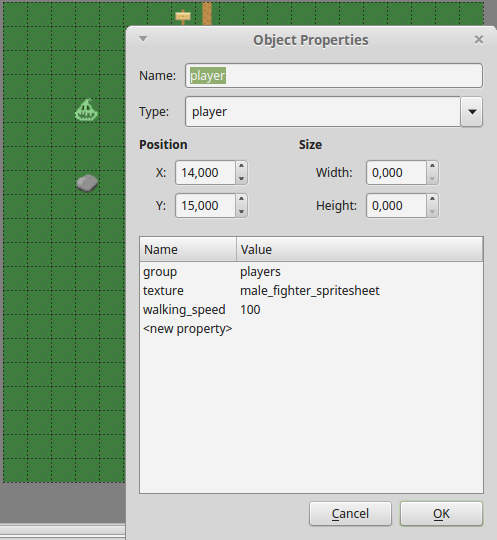 Object Properties
Name: player
Type: player
Position Size
X: 14,000 Width: 0,000
Y: 15,000 Height: 0,000
Name Value
group players
texture male_fighter_spritesheet
walking_speed 100
<new property>
Cancel OK